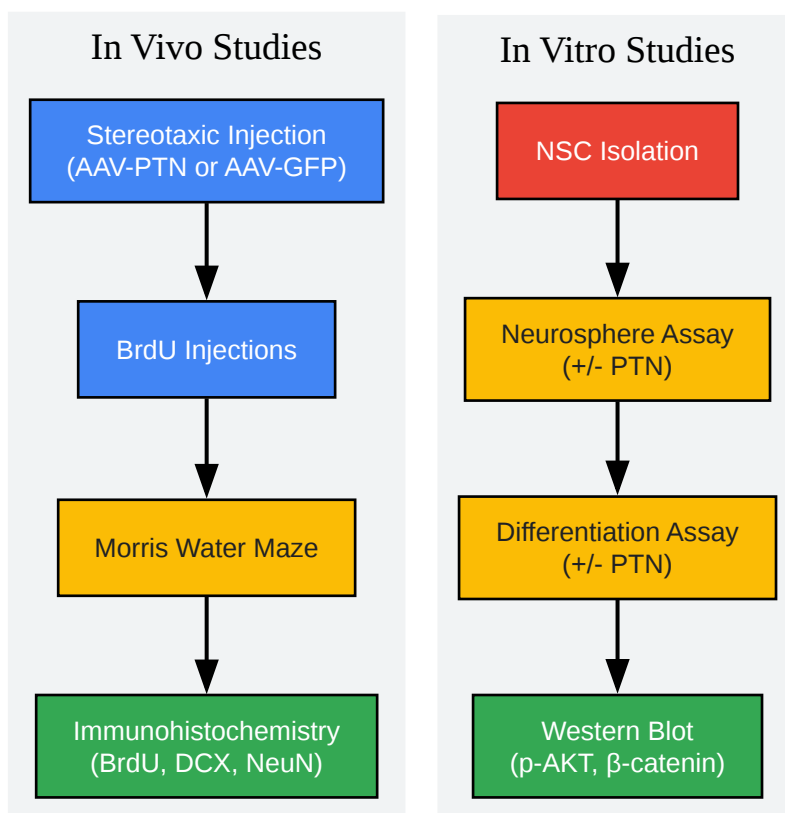 In Vivo Studies
Stereotaxic Injection
(AAV-PTN or AAV-GFP)
BrdU Injections
Morris Water Maze
Immunohistochemistry
(BrdU, DCX, NeuN)
In Vitro Studies
NSC Isolation
Neurosphere Assay
(+/- PTN)
Differentiation Assay
(+/- PTN)
Western Blot
(p-AKT, β-catenin)